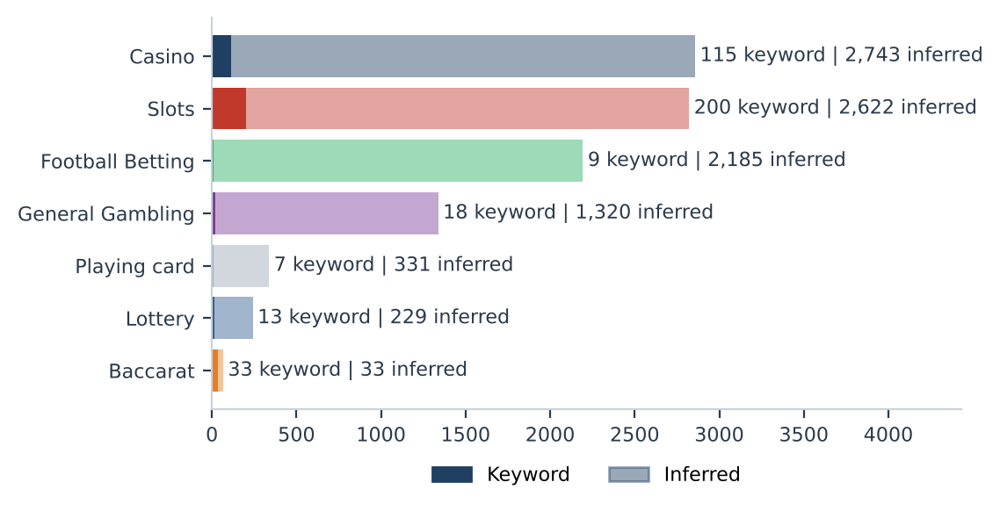 Casino 115 keyword | 2,743 inferred
Slots 200 keyword | 2,622 inferred
Football Betting 9 keyword | 2,185 inferred
General Gambling 18 keyword | 1,320 inferred
Playing card 7 keyword | 331 inferred
Lottery 13 keyword | 229 inferred
Baccarat 33 keyword | 33 inferred
0 500 1000 1500 2000 2500 3000 3500 4000
Keyword Inferred